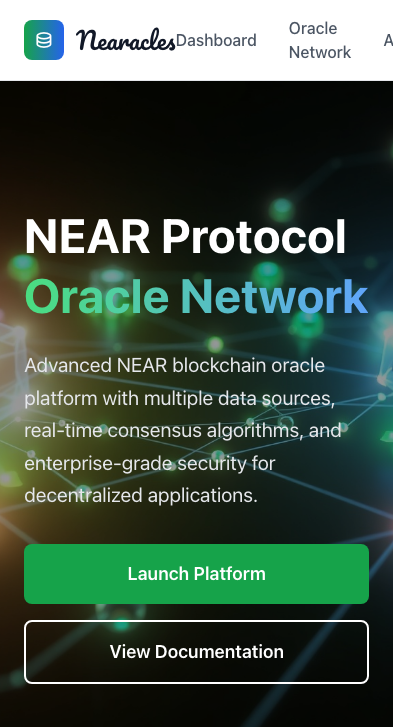 Nearacles
Dashboard
Oracle
Network
A
NEAR Protocol
Oracle Network
Advanced NEAR blockchain oracle
platform with multiple data sources,
real-time consensus algorithms, and
enterprise-grade security for
decentralized applications.
Launch Platform
View Documentation